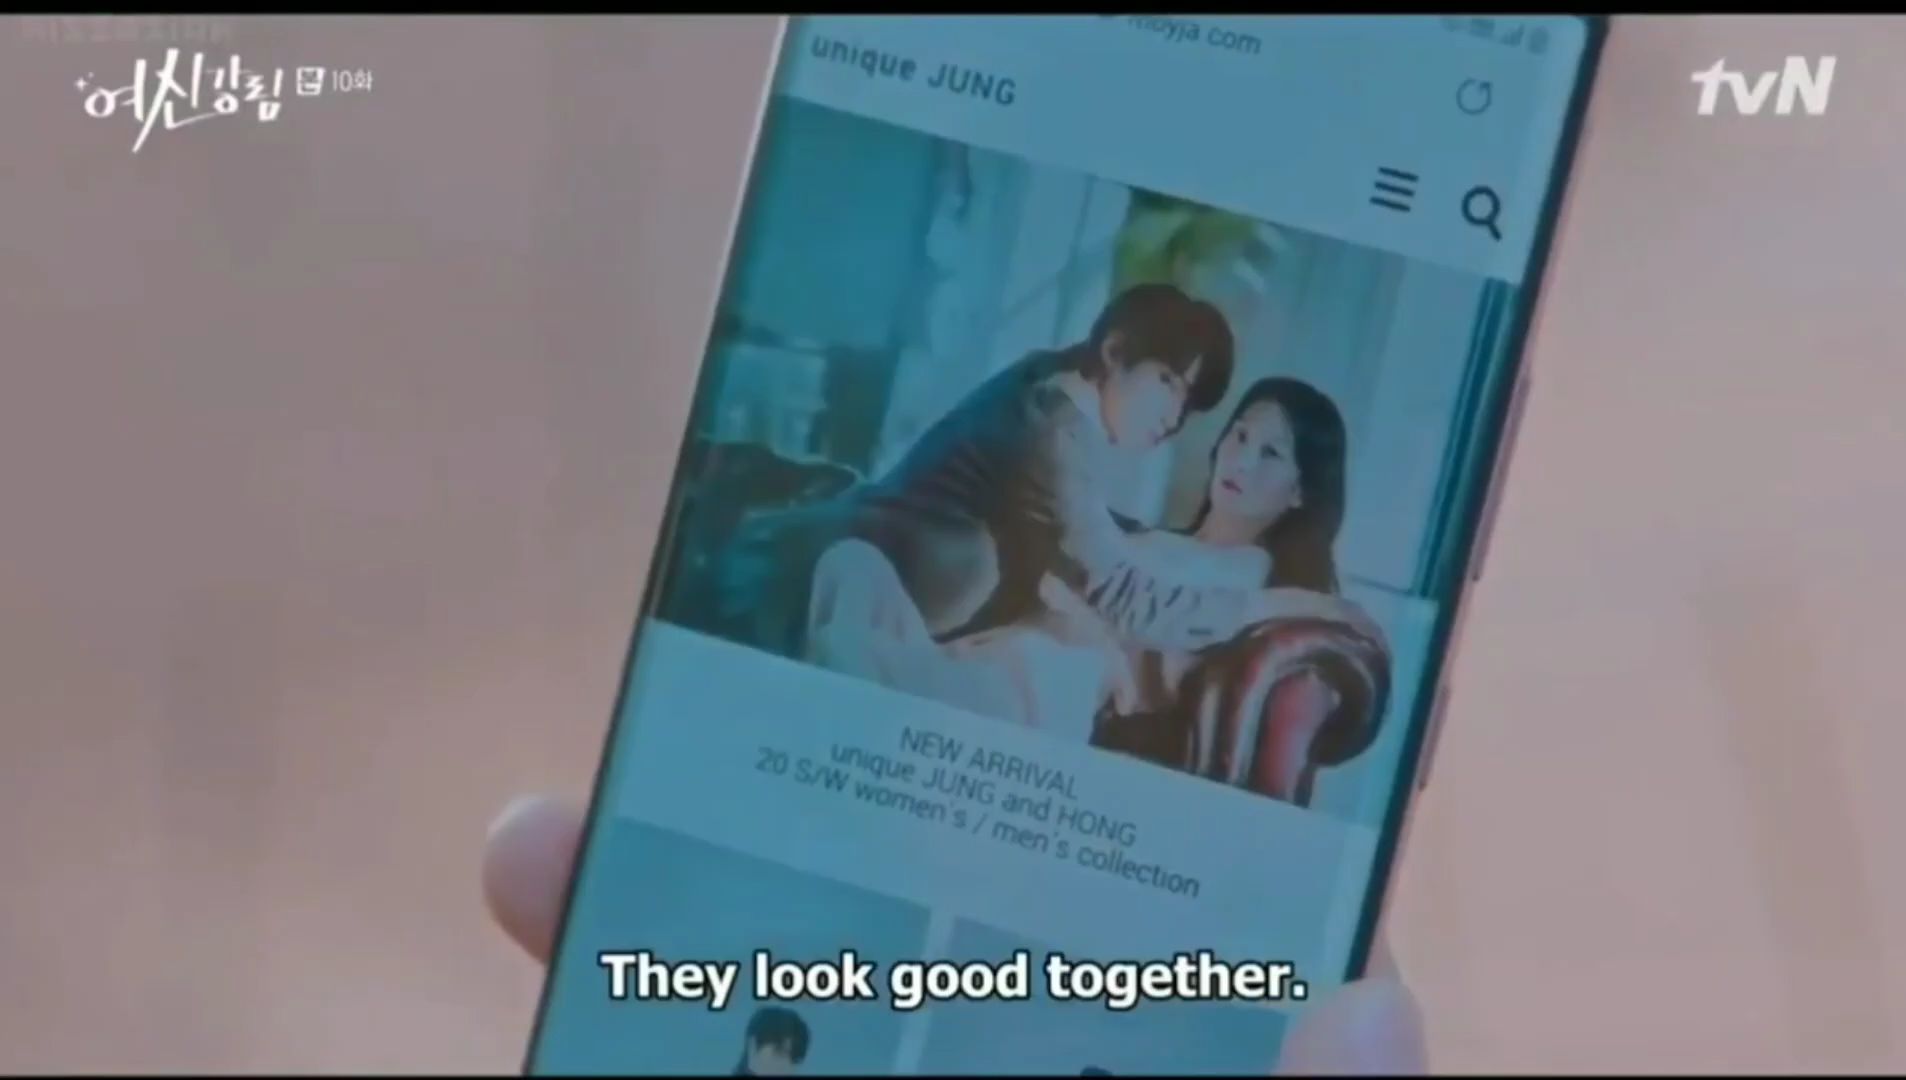 여신강림 본 10화
tvN
unique JUNG
NEW ARRIVAL
unique JUNG and HONG
20 S/W women's / men's collection
They look good together.